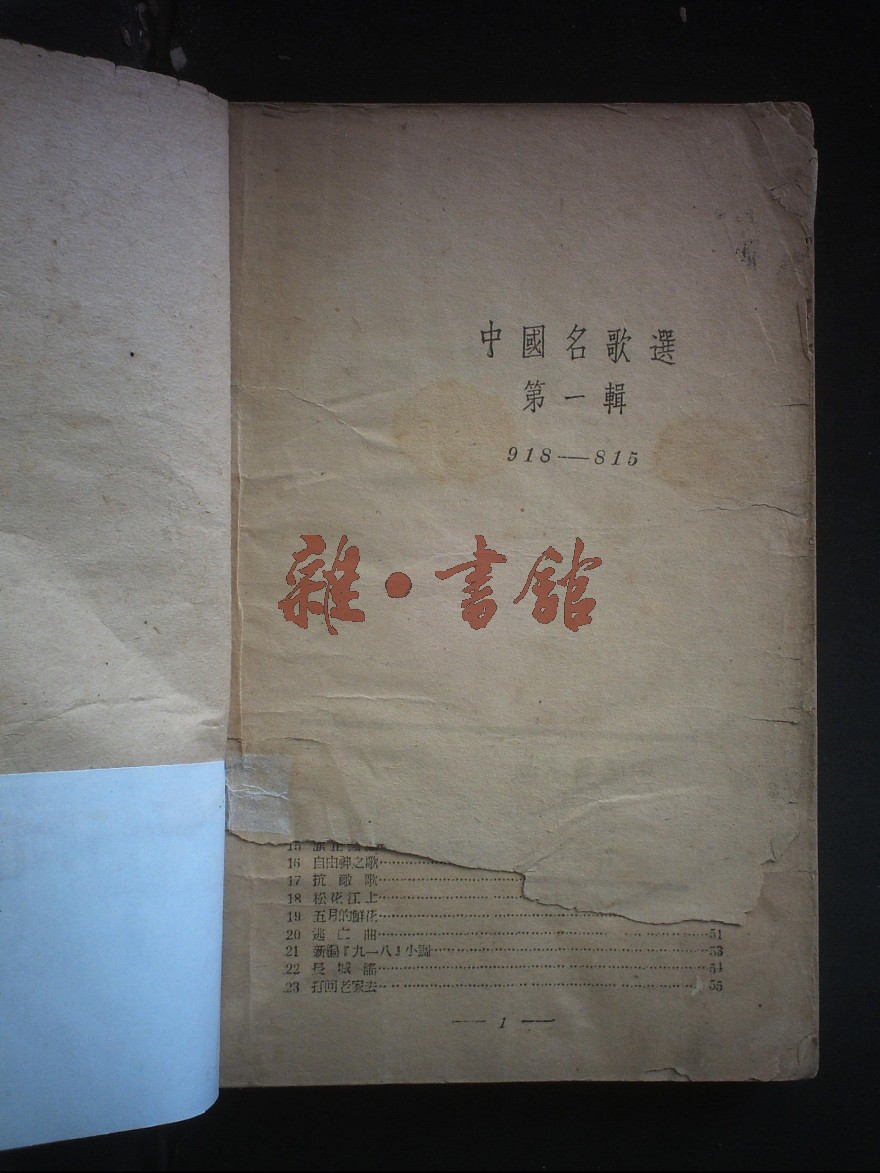 中國名歌選
第一輯
918——815
雜·書館
15
16 自由神之歌
17 抗敵歌
18 松花江上
19 五月的鮮花
20 逃亡曲 51
21 新編『九一八』小調 53
22 長城謠 54
23 打回老家去 55
— 1 —